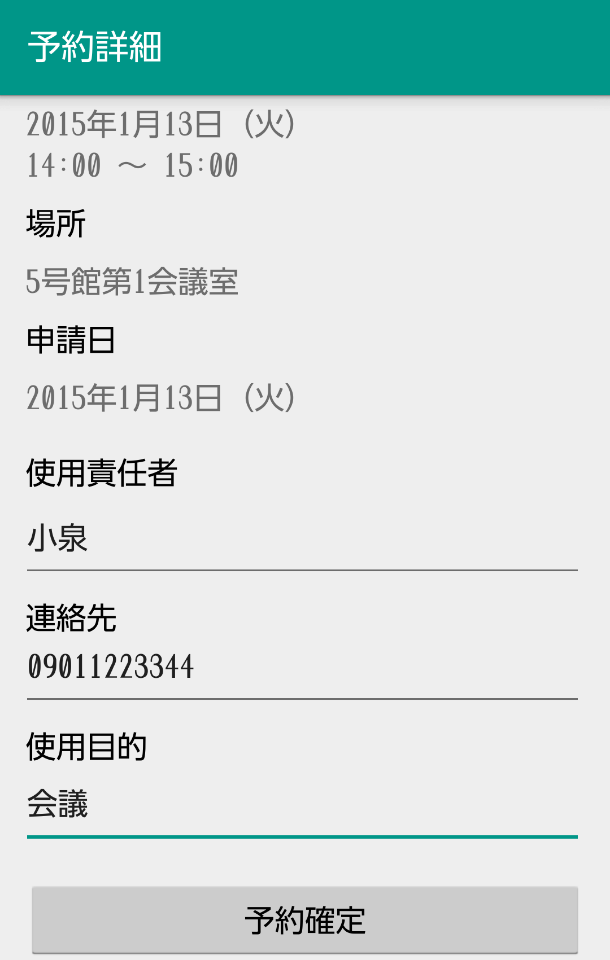 予約詳細
2015年1月13日（火）
14:00 ～ 15:00
場所
5号館第1会議室
申請日
2015年1月13日（火）
使用責任者
小泉
連絡先
09011223344
使用目的
会議
予約確定